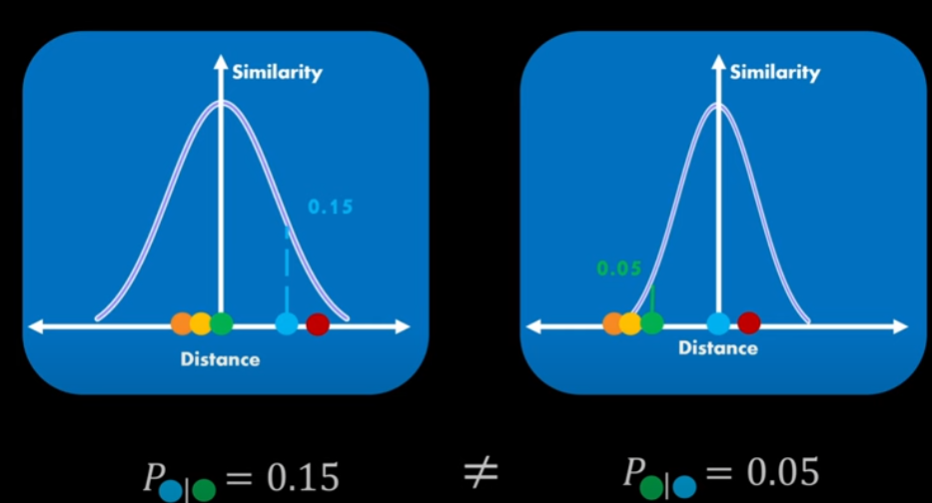 Similarity
0.15
Distance
Similarity
0.05
Distance
P●|● = 0.15 ≠ P●|● = 0.05